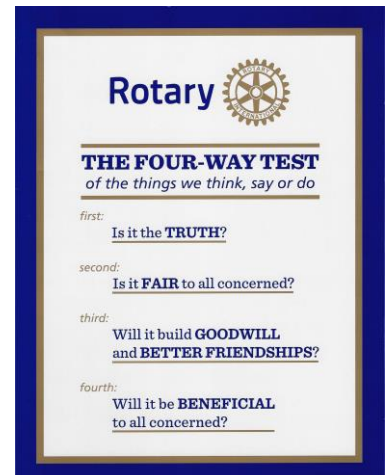 Rotary
ROTARY
INTERNATIONAL
THE FOUR-WAY TEST
of the things we think, say or do
first:
Is it the TRUTH?
second:
Is it FAIR to all concerned?
third:
Will it build GOODWILL
and BETTER FRIENDSHIPS?
fourth:
Will it be BENEFICIAL
to all concerned?